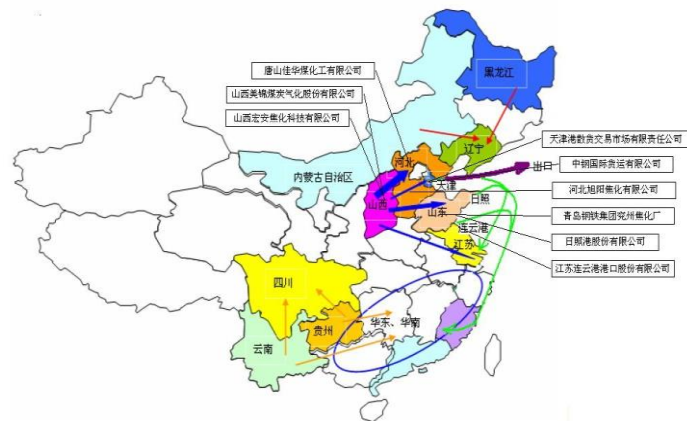 黑龙江
唐山佳华煤化工有限公司
山西美锦煤炭气化股份有限公司
山西宏安焦化科技有限公司
天津港散货交易市场有限责任公司
辽宁
河北
出口
中钢国际货运有限公司
内蒙古自治区
天津
河北旭阳焦化有限公司
山西
日照
山东
青岛钢铁集团兖州焦化厂
连云港
日照港股份有限公司
江苏
江苏连云港港口股份有限公司
四川
贵州
华东、华南
云南